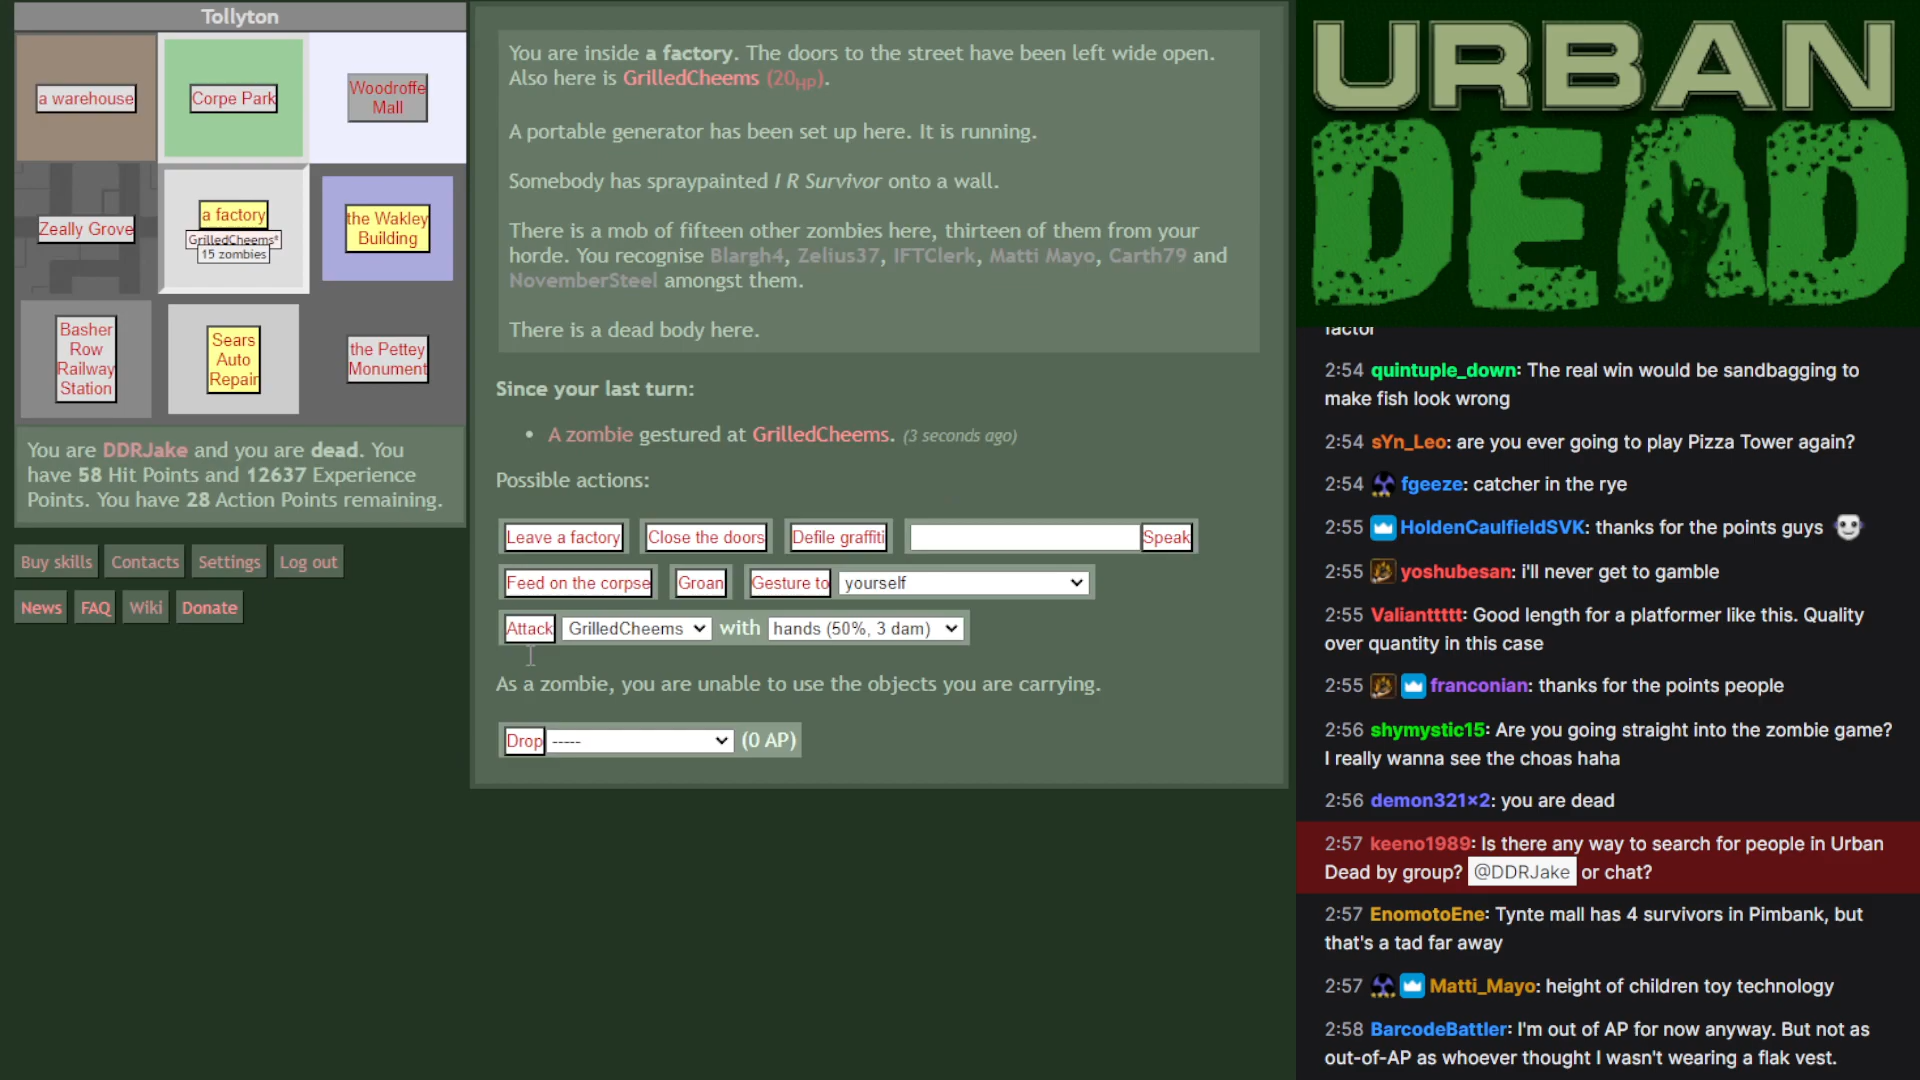 Tollyton
a warehouse
Corpe Park
Woodroffe
Mall
Zeally Grove
a factory
GrilledCheems*
15 zombies
the Wakley
Building
Basher
Row
Railway
Station
Sears
Auto
Repair
the Pettey
Monument
You are DDRJake and you are dead. You
have 58 Hit Points and 12637 Experience
Points. You have 28 Action Points remaining.
Buy skills
Contacts
Settings
Log out
News
FAQ
Wiki
Donate
You are inside a factory. The doors to the street have been left wide open.
Also here is GrilledCheems (20HP).
A portable generator has been set up here. It is running.
Somebody has spraypainted I R Survivor onto a wall.
There is a mob of fifteen other zombies here, thirteen of them from your
horde. You recognise Blargh4, Zelius37, IFTClerk, Matti Mayo, Carth79 and
NovemberSteel amongst them.
There is a dead body here.
Since your last turn:
• A zombie gestured at GrilledCheems. (3 seconds ago)
Possible actions:
Leave a factory Close the doors Defile graffiti Speak
Feed on the corpse Groan Gesture to yourself
Attack GrilledCheems with hands (50%, 3 dam)
As a zombie, you are unable to use the objects you are carrying.
Drop ----- (0 AP)
URBAN
DEAD
factor
2:54 quintuple_down: The real win would be sandbagging to
make fish look wrong
2:54 sYn_Leo: are you ever going to play Pizza Tower again?
2:54 fgeeze: catcher in the rye
2:55 HoldenCaulfieldSVK: thanks for the points guys
2:55 yoshubesan: i'll never get to gamble
2:55 Valianttttt: Good length for a platformer like this. Quality
over quantity in this case
2:55 franconian: thanks for the points people
2:56 shymystic15: Are you going straight into the zombie game?
I really wanna see the choas haha
2:56 demon321x2: you are dead
2:57 keeno1989: Is there any way to search for people in Urban
Dead by group? @DDRJake or chat?
2:57 EnomotoEne: Tynte mall has 4 survivors in Pimbank, but
that's a tad far away
2:57 Matti_Mayo: height of children toy technology
2:58 BarcodeBattler: I'm out of AP for now anyway. But not as
out-of-AP as whoever thought I wasn't wearing a flak vest.